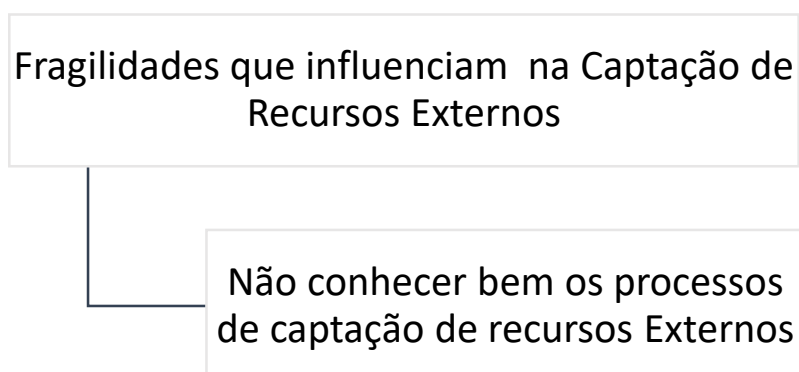 Fragilidades que influenciam na Captação de
Recursos Externos
Não conhecer bem os processos
de captação de recursos Externos